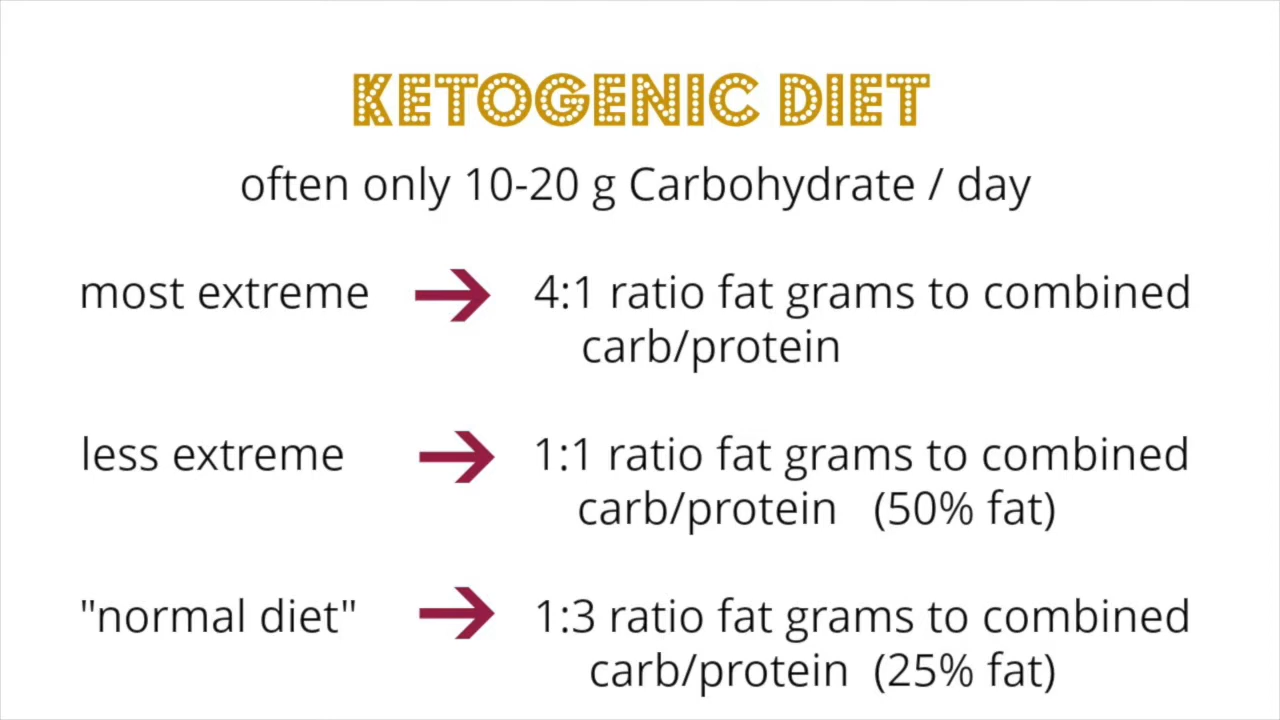 KETOGENIC DIET
often only 10-20 g Carbohydrate / day
most extreme → 4:1 ratio fat grams to combined
carb/protein
less extreme → 1:1 ratio fat grams to combined
carb/protein (50% fat)
"normal diet" → 1:3 ratio fat grams to combined
carb/protein (25% fat)